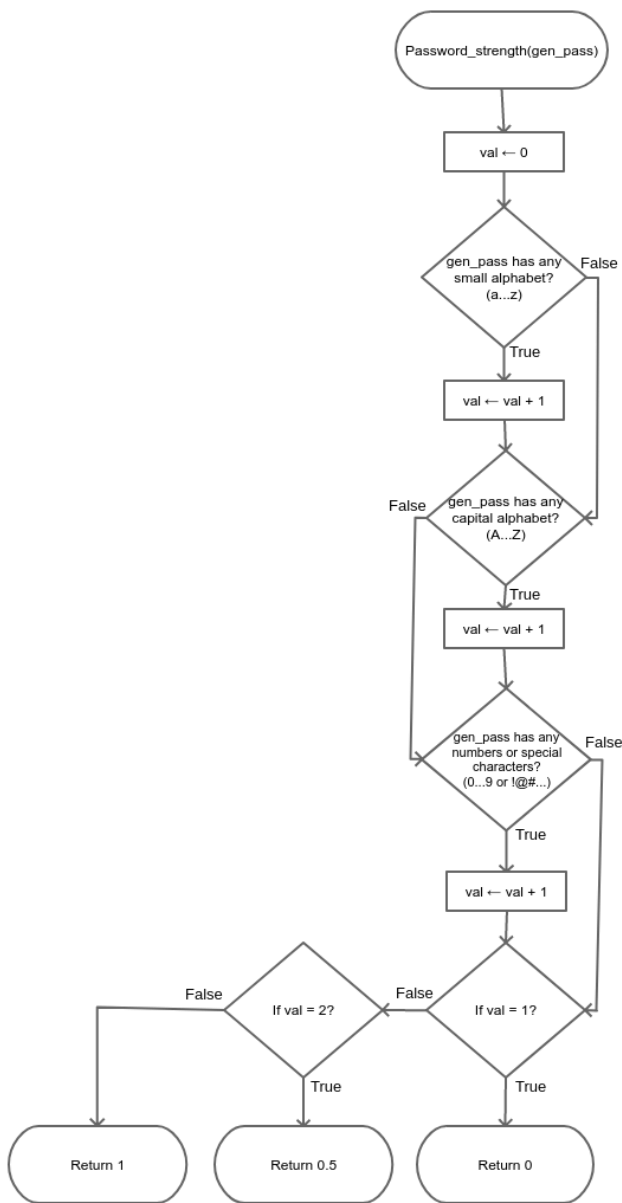 Password_strength(gen_pass)
val ← 0
gen_pass has any
small alphabet?
(a...z)
False
True
val ← val + 1
False
gen_pass has any
capital alphabet?
(A...Z)
True
val ← val + 1
gen_pass has any
numbers or special
characters?
(0...9 or !@#...)
False
True
val ← val + 1
False
If val = 2?
False
If val = 1?
True
True
Return 1
Return 0.5
Return 0